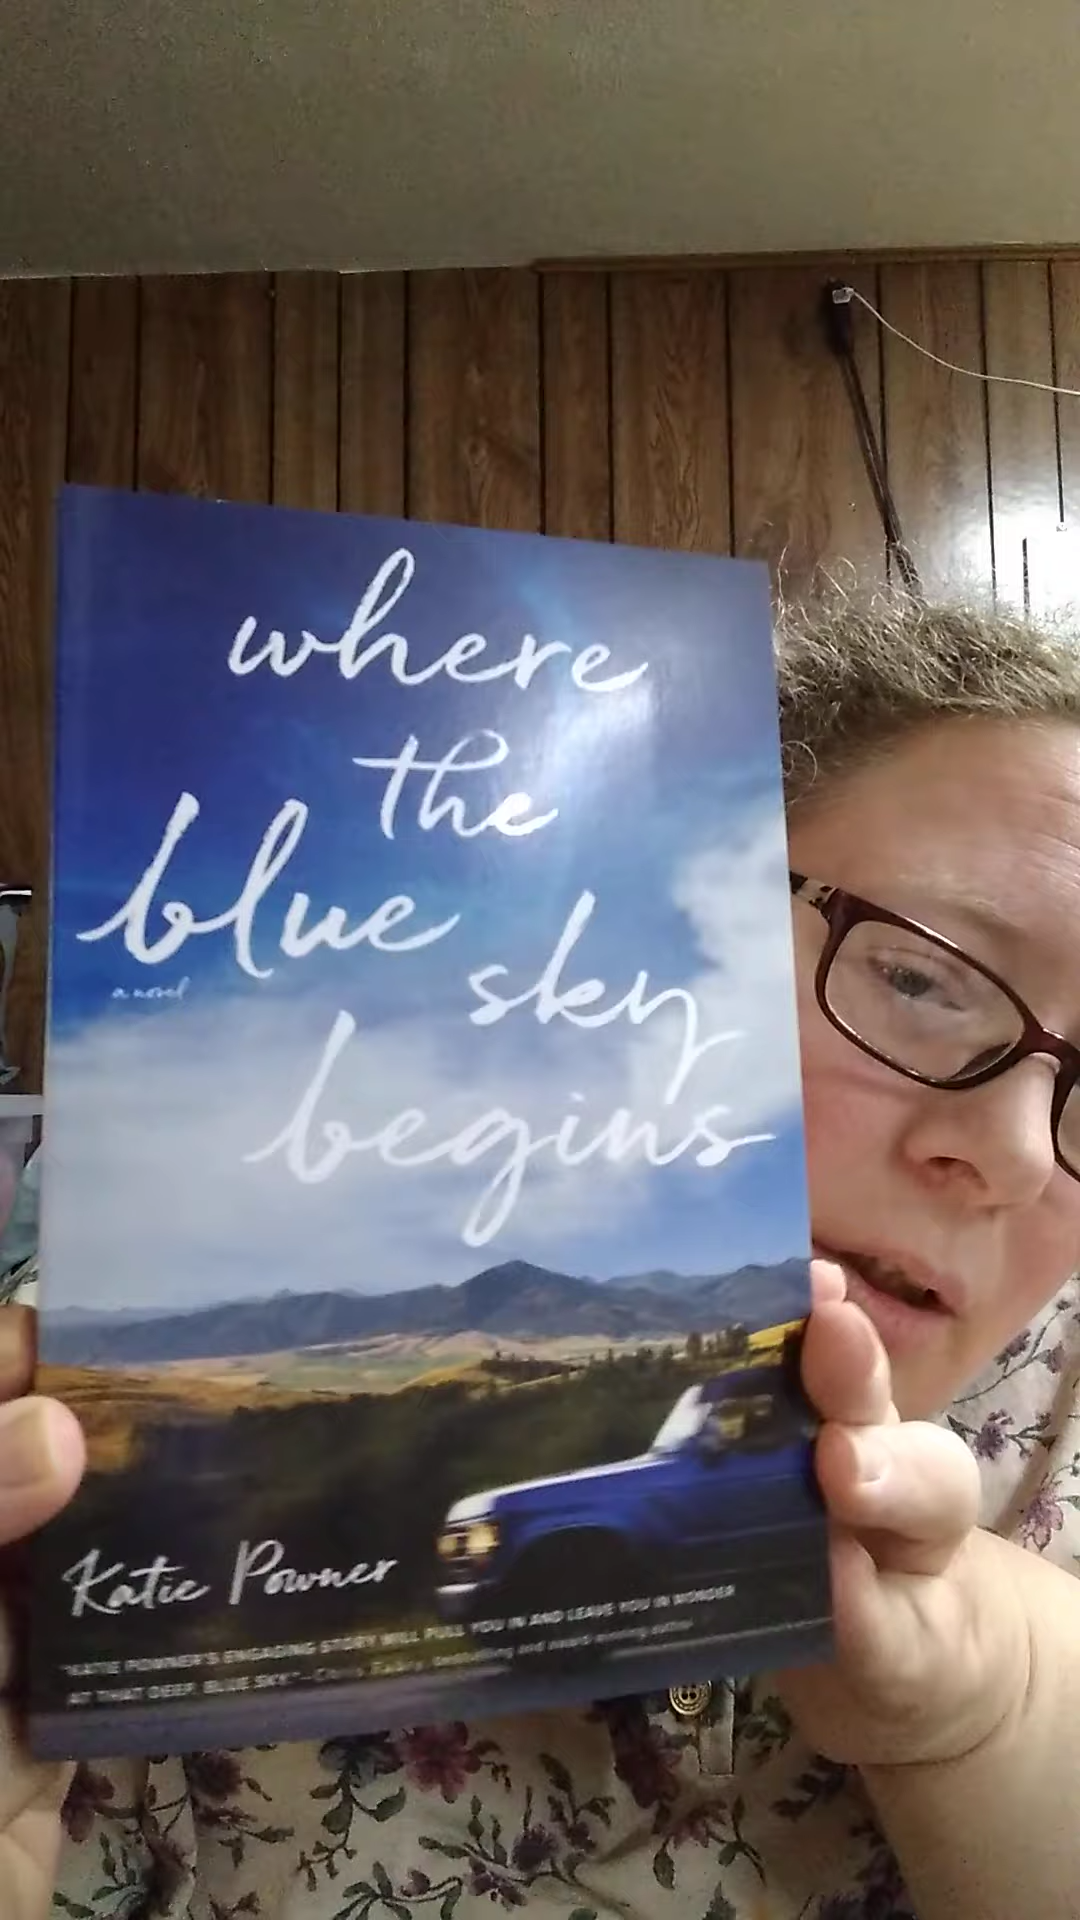 where
the
blue
a novel
sky
begins
Katie Powner
"KATIE POWNER'S ENGAGING STORY WILL PULL YOU IN AND LEAVE YOU IN WONDER
AT THAT DEEP, BLUE SKY." —Chris Fabry, bestselling and award-winning author